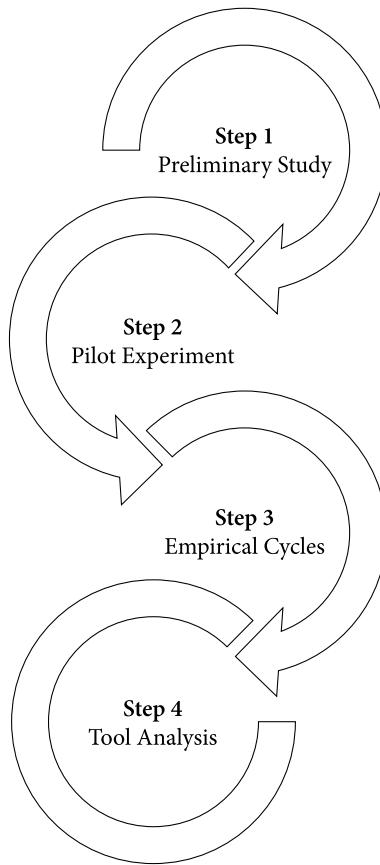 Step 1
Preliminary Study
Step 2
Pilot Experiment
Step 3
Empirical Cycles
Step 4
Tool Analysis